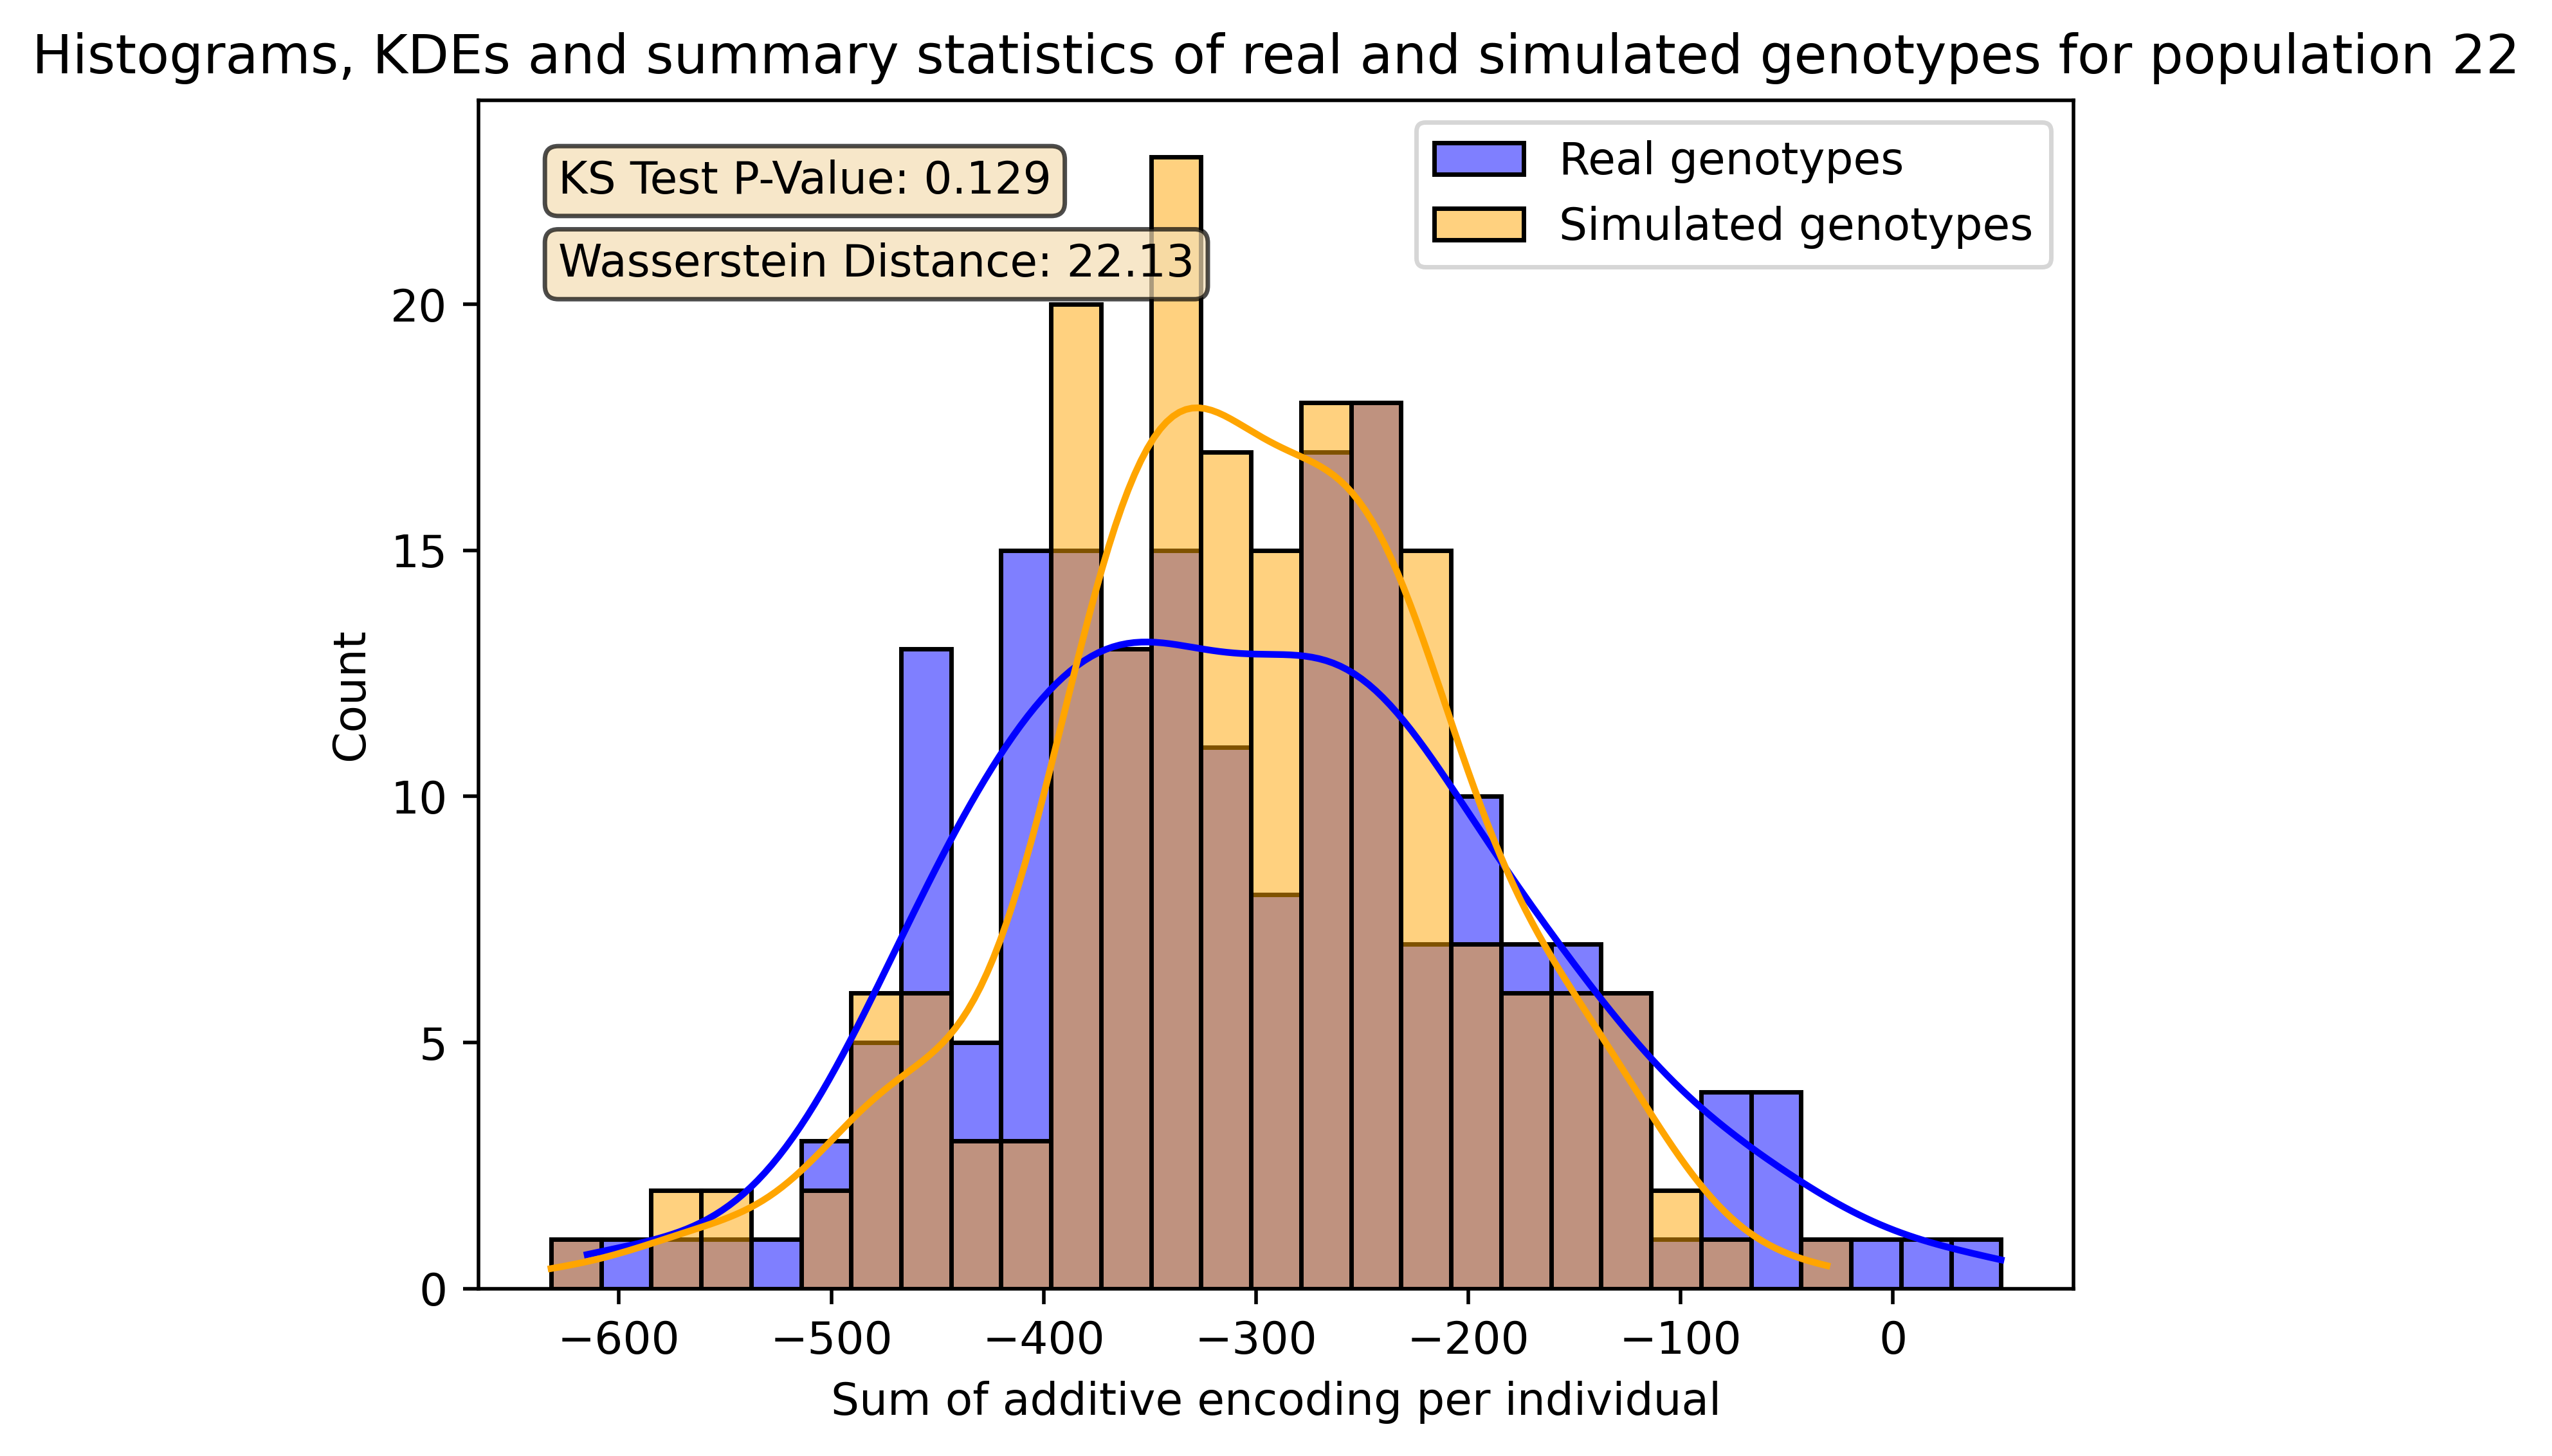 Histograms, KDEs and summary statistics of real and simulated genotypes for population 22
KS Test P-Value: 0.129
Wasserstein Distance: 22.13
Real genotypes
Simulated genotypes
Count
20
15
10
5
0
−600 −500 −400 −300 −200 −100 0
Sum of additive encoding per individual